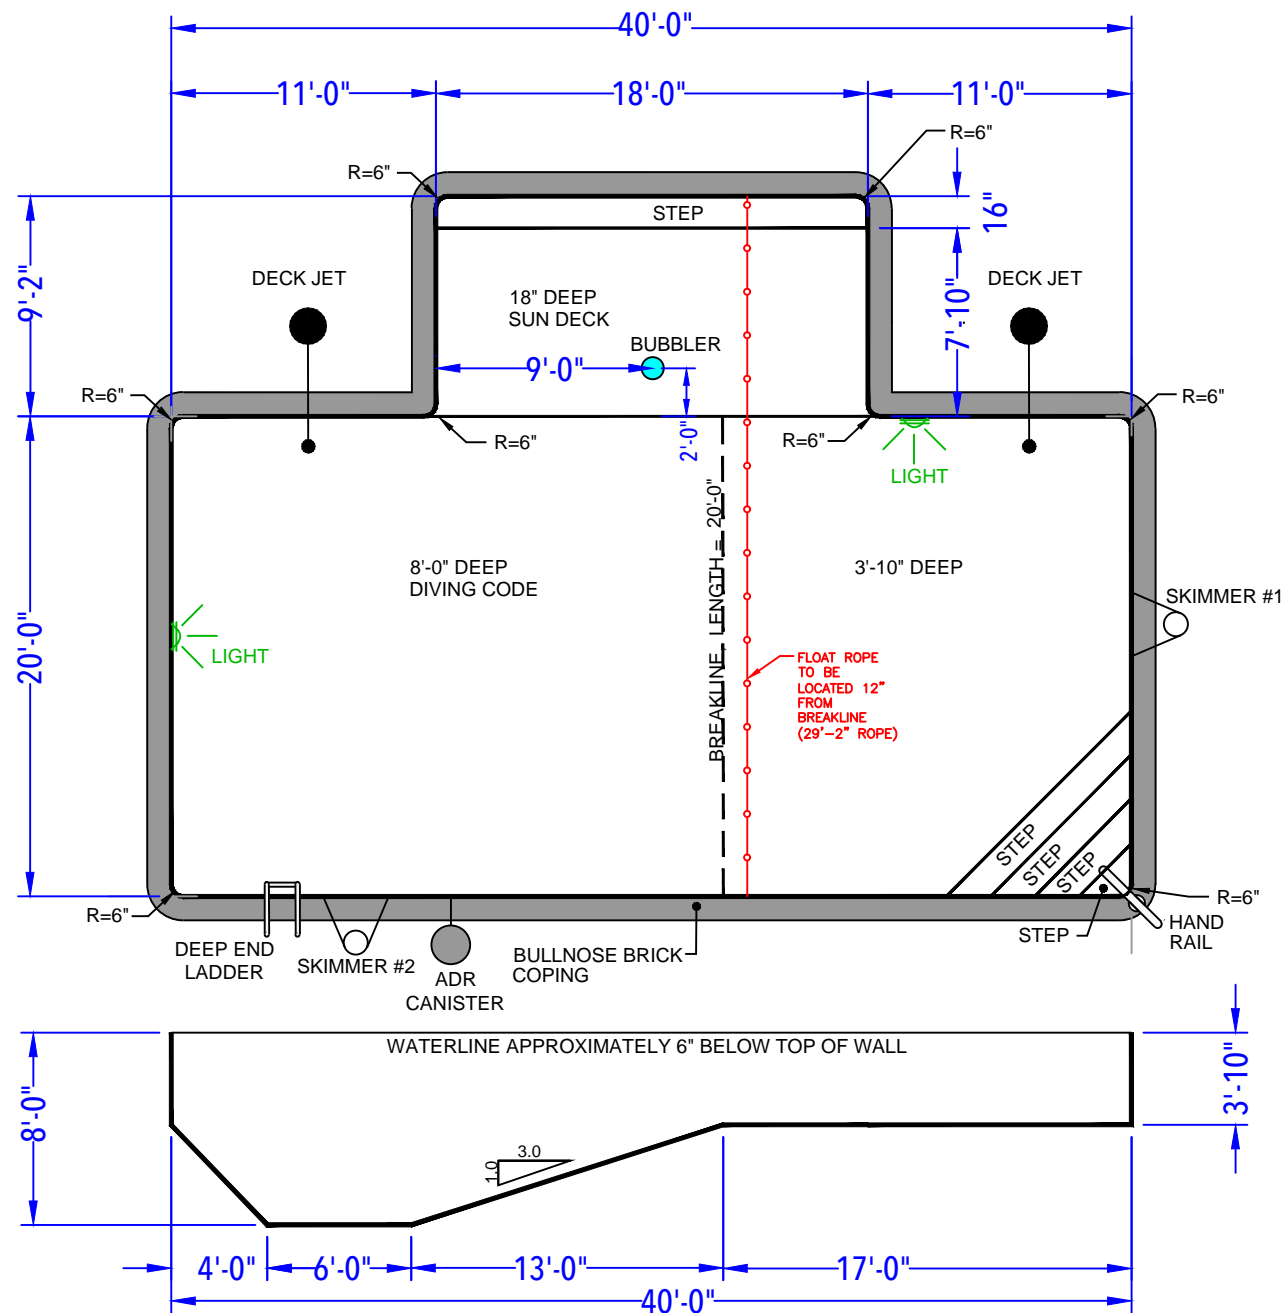 40'-0"
11'-0"
18'-0"
11'-0"
R=6"
R=6"
16"
STEP
9'-2"
DECK JET
18" DEEP
SUN DECK
DECK JET
7'-10"
BUBBLER
9'-0"
R=6"
R=6"
2'-0"
R=6"
R=6"
LIGHT
8'-0" DEEP
DIVING CODE
BREAKLINE LENGTH = 20'-0"
3'-10" DEEP
SKIMMER #1
20'-0"
LIGHT
FLOAT ROPE
TO BE
LOCATED 12"
FROM
BREAKLINE
(29'-2" ROPE)
STEP
STEP
STEP
R=6"
R=6"
HAND
RAIL
STEP
DEEP END
LADDER
SKIMMER #2
ADR
CANISTER
BULLNOSE BRICK
COPING
WATERLINE APPROXIMATELY 6" BELOW TOP OF WALL
8'-0"
3'-10"
3.0
1.0
4'-0"
6'-0"
13'-0"
17'-0"
40'-0"